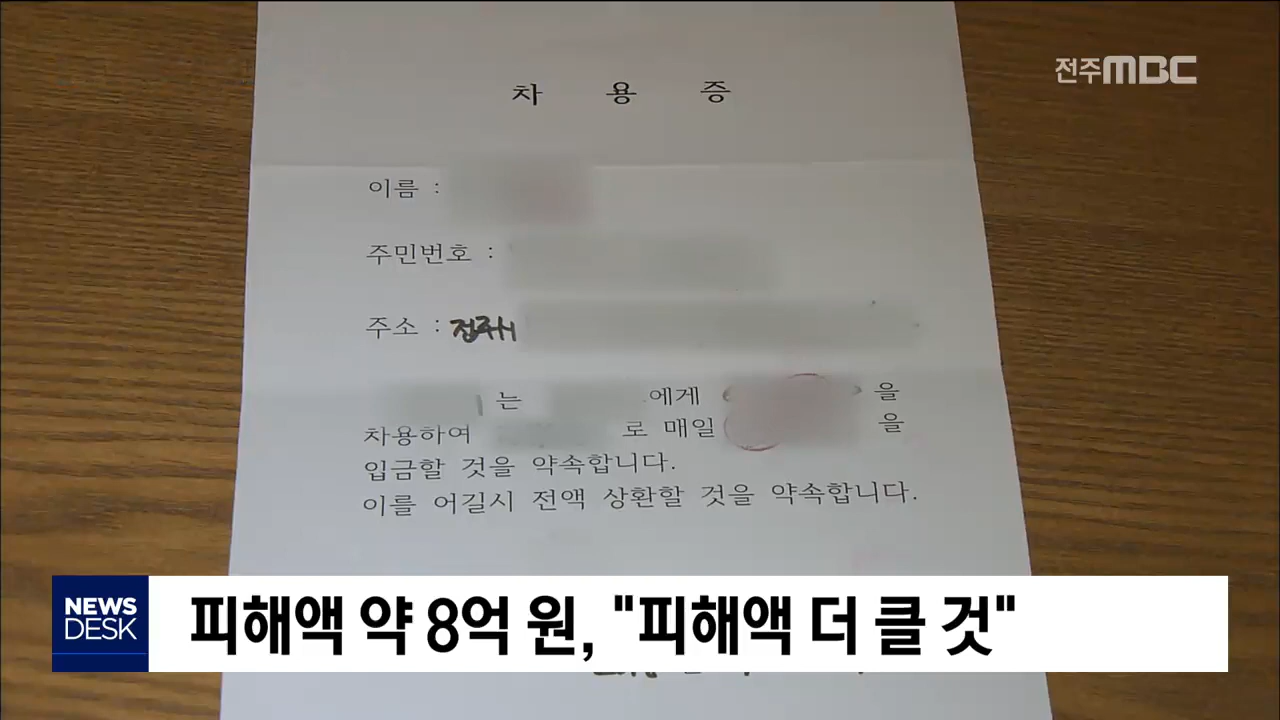 전주MBC
차 용 증
이름 :
주민번호 :
주소 : 전주시
는 에게 을
차용하여 로 매일 을
입금할 것을 약속합니다.
이를 어길시 전액 상환할 것을 약속합니다.
NEWS
DESK
피해액 약 8억 원, "피해액 더 클 것"